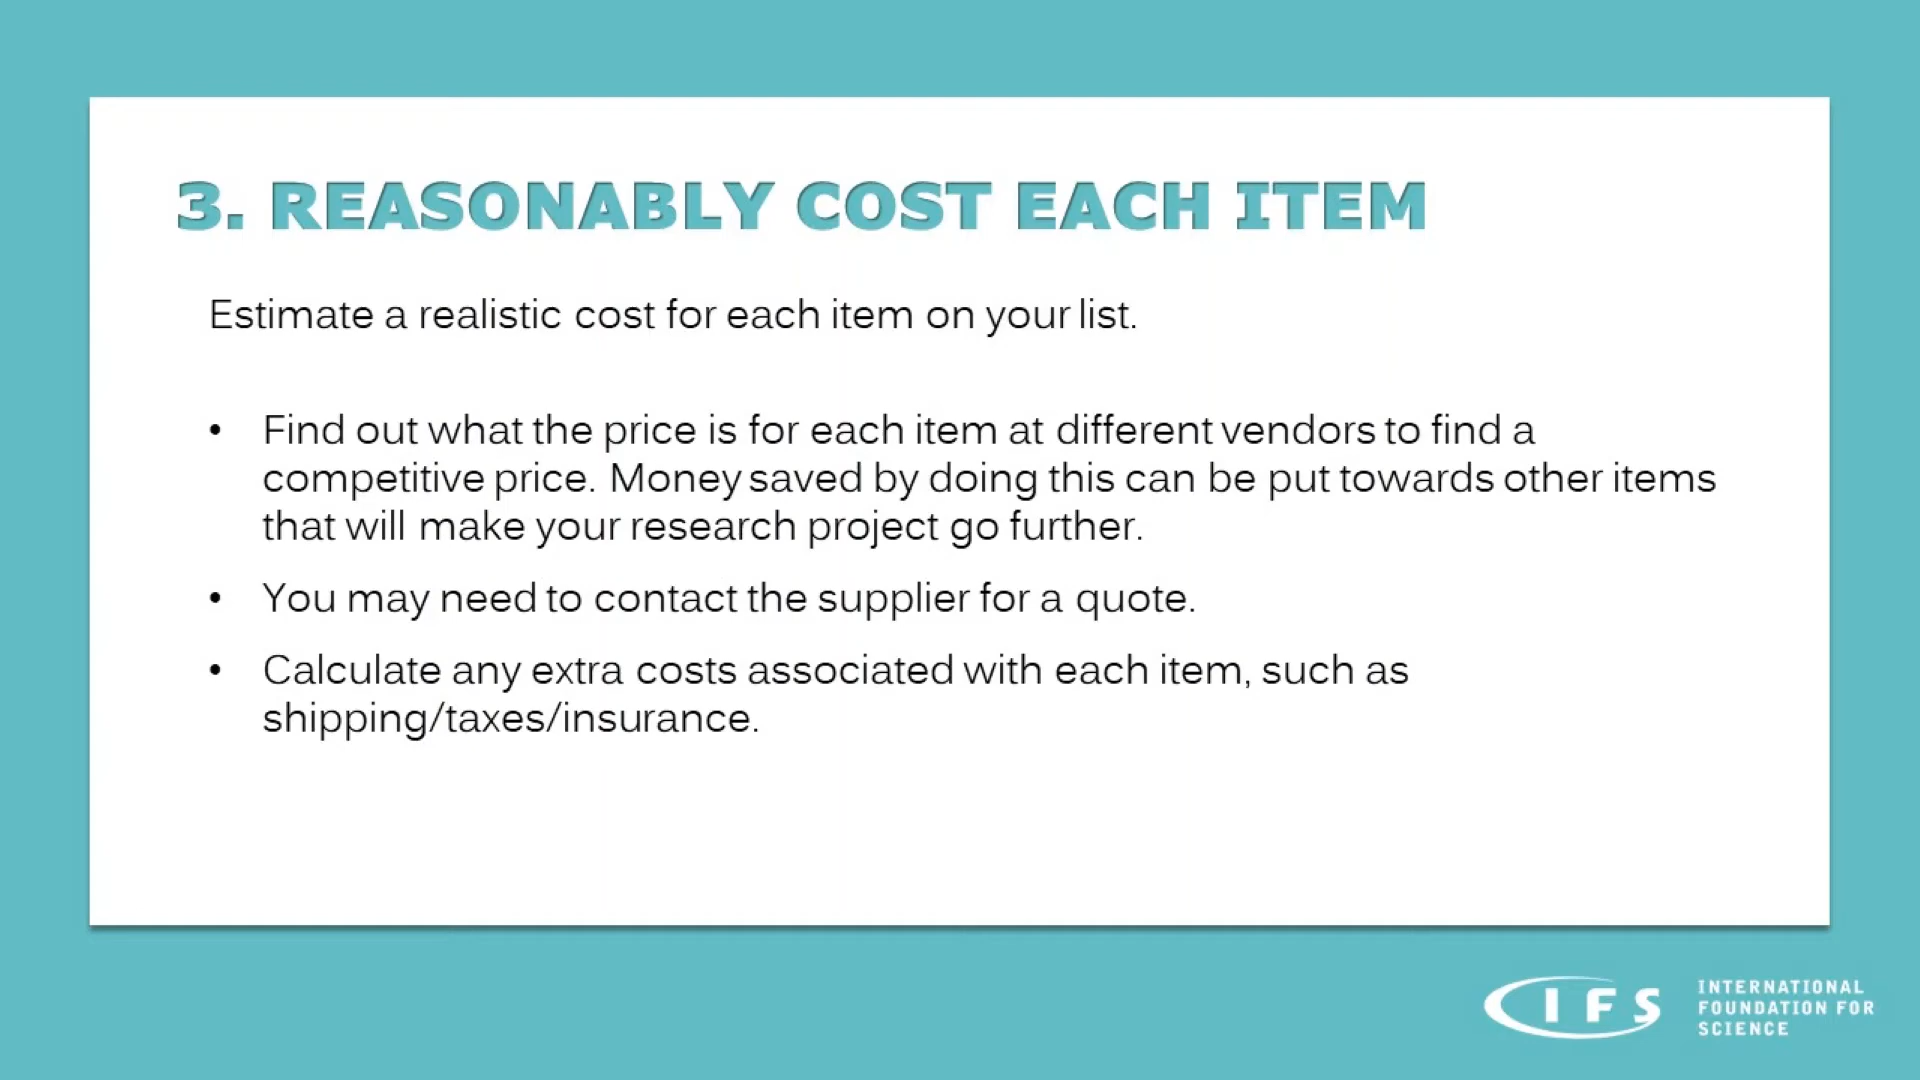 3. REASONABLY COST EACH ITEM
Estimate a realistic cost for each item on your list.
• Find out what the price is for each item at different vendors to find a
competitive price. Money saved by doing this can be put towards other items
that will make your research project go further.
• You may need to contact the supplier for a quote.
• Calculate any extra costs associated with each item, such as
shipping/taxes/insurance.
IFS
INTERNATIONAL
FOUNDATION FOR
SCIENCE